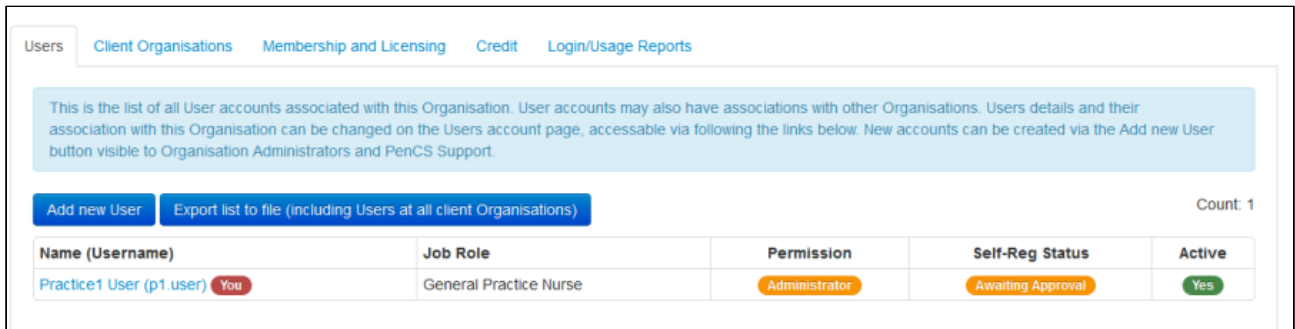 Users Client Organisations Membership and Licensing Credit Login/Usage Reports
This is the list of all User accounts associated with this Organisation. User accounts may also have associations with other Organisations. Users details and their
association with this Organisation can be changed on the Users account page, accessable via following the links below. New accounts can be created via the Add new User
button visible to Organisation Administrators and PenCS Support.
Add new User Export list to file (including Users at all client Organisations) Count: 1
Name (Username) Job Role Permission Self-Reg Status Active
Practice1 User (p1.user) You General Practice Nurse Administrator Awaiting Approval Yes